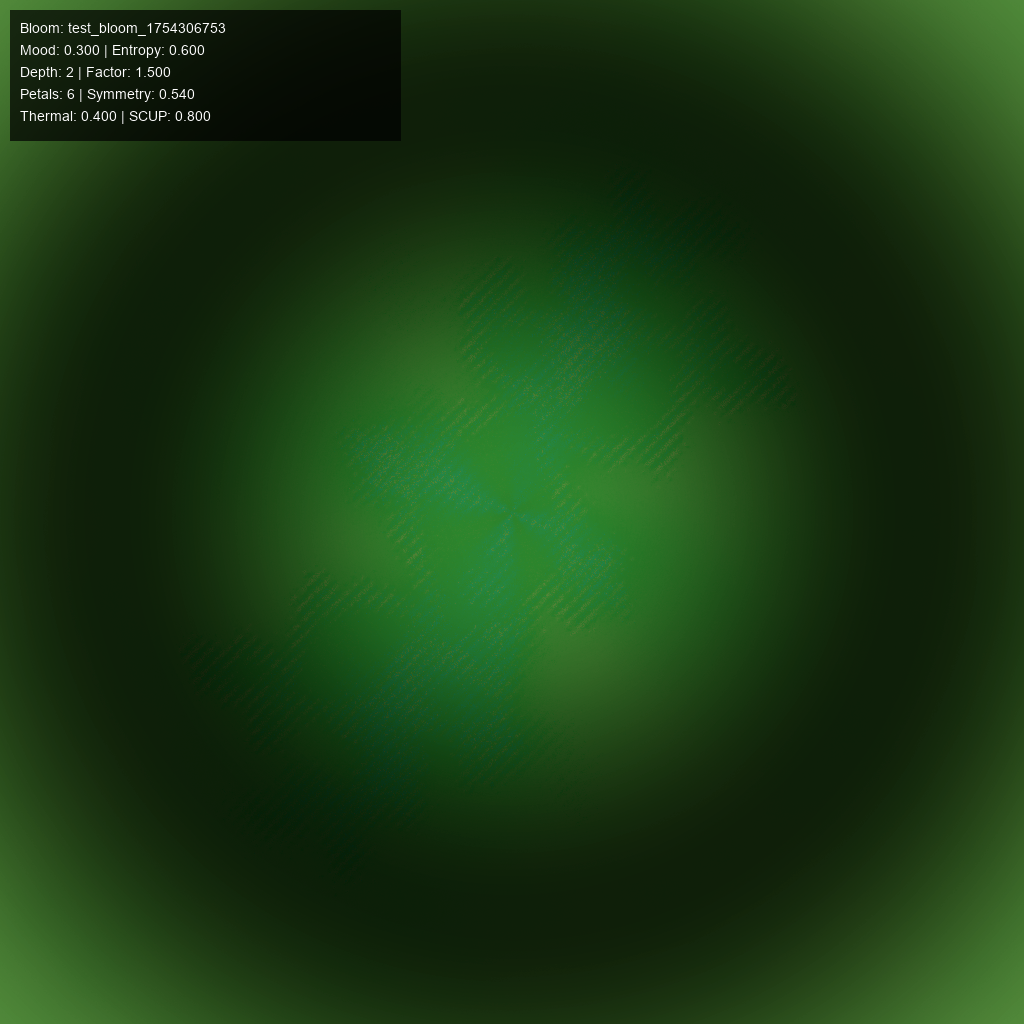 Bloom: test_bloom_1754306753
Mood: 0.300 | Entropy: 0.600
Depth: 2 | Factor: 1.500
Petals: 6 | Symmetry: 0.540
Thermal: 0.400 | SCUP: 0.800